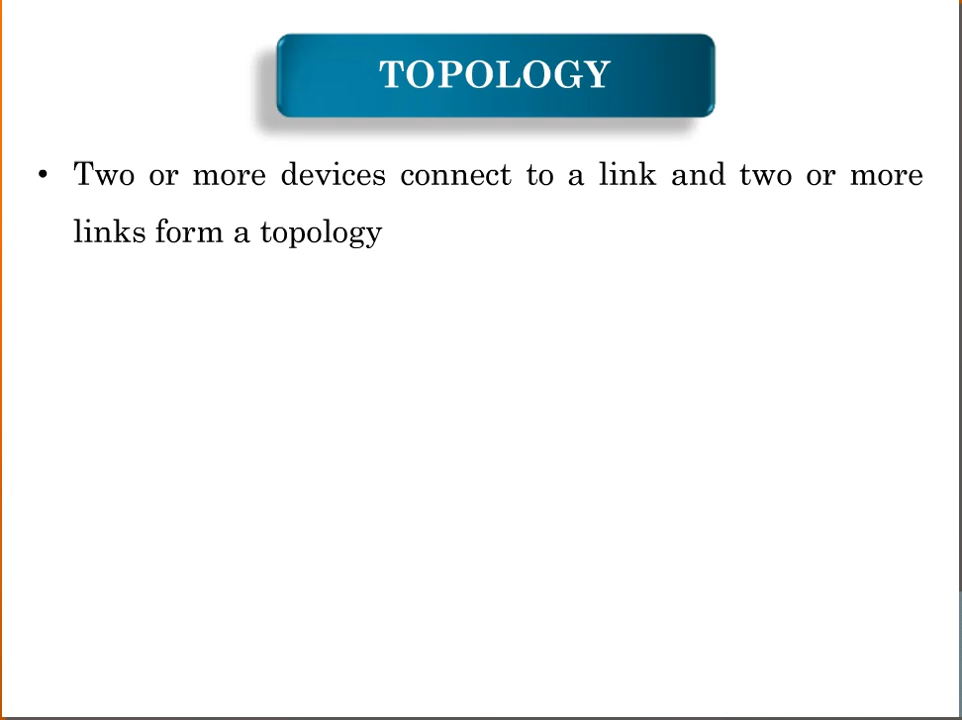 TOPOLOGY
• Two or more devices connect to a link and two or more
links form a topology